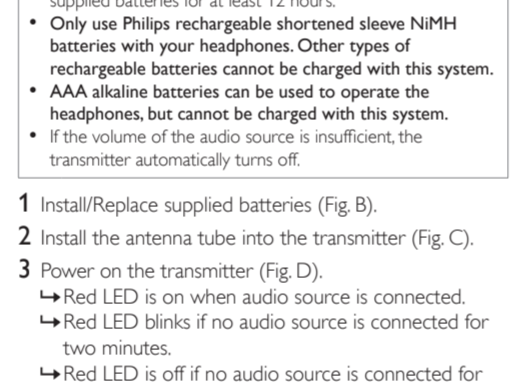 supplied batteries for at least 12 hours.
• Only use Philips rechargeable shortened sleeve NiMH
batteries with your headphones. Other types of
rechargeable batteries cannot be charged with this system.
• AAA alkaline batteries can be used to operate the
headphones, but cannot be charged with this system.
• If the volume of the audio source is insufficient, the
transmitter automatically turns off.
1 Install/Replace supplied batteries (Fig. B).
2 Install the antenna tube into the transmitter (Fig. C).
3 Power on the transmitter (Fig. D).
↳ Red LED is on when audio source is connected.
↳ Red LED blinks if no audio source is connected for
two minutes.
↳ Red LED is off if no audio source is connected for